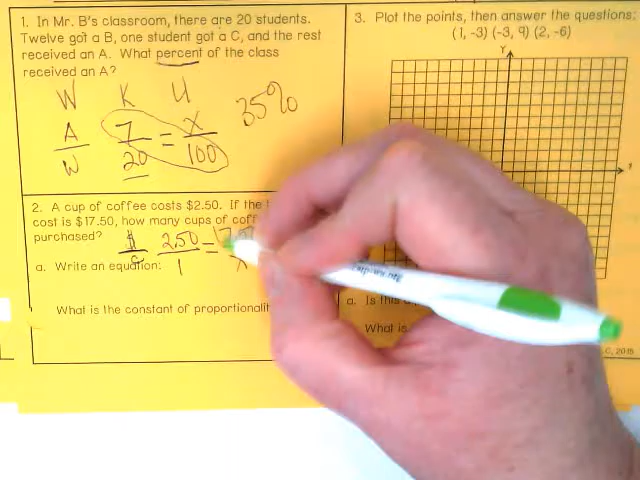 1. In Mr. B's classroom, there are 20 students.
Twelve got a B, one student got a C, and the rest
received an A. What percent of the class
received an A?
W K U
A 7 = X 35%
W 20 100
2. A cup of coffee costs $2.50. If the
cost is $17.50, how many cups of
purchased? $ 2.50 = 17
c 1 x
a. Write an equation:
What is the constant of
3. Plot the points, then answer the questions:
(1, -3) (-3, 9) (2, -6)
Y
a. Is this
What is
C, 2015